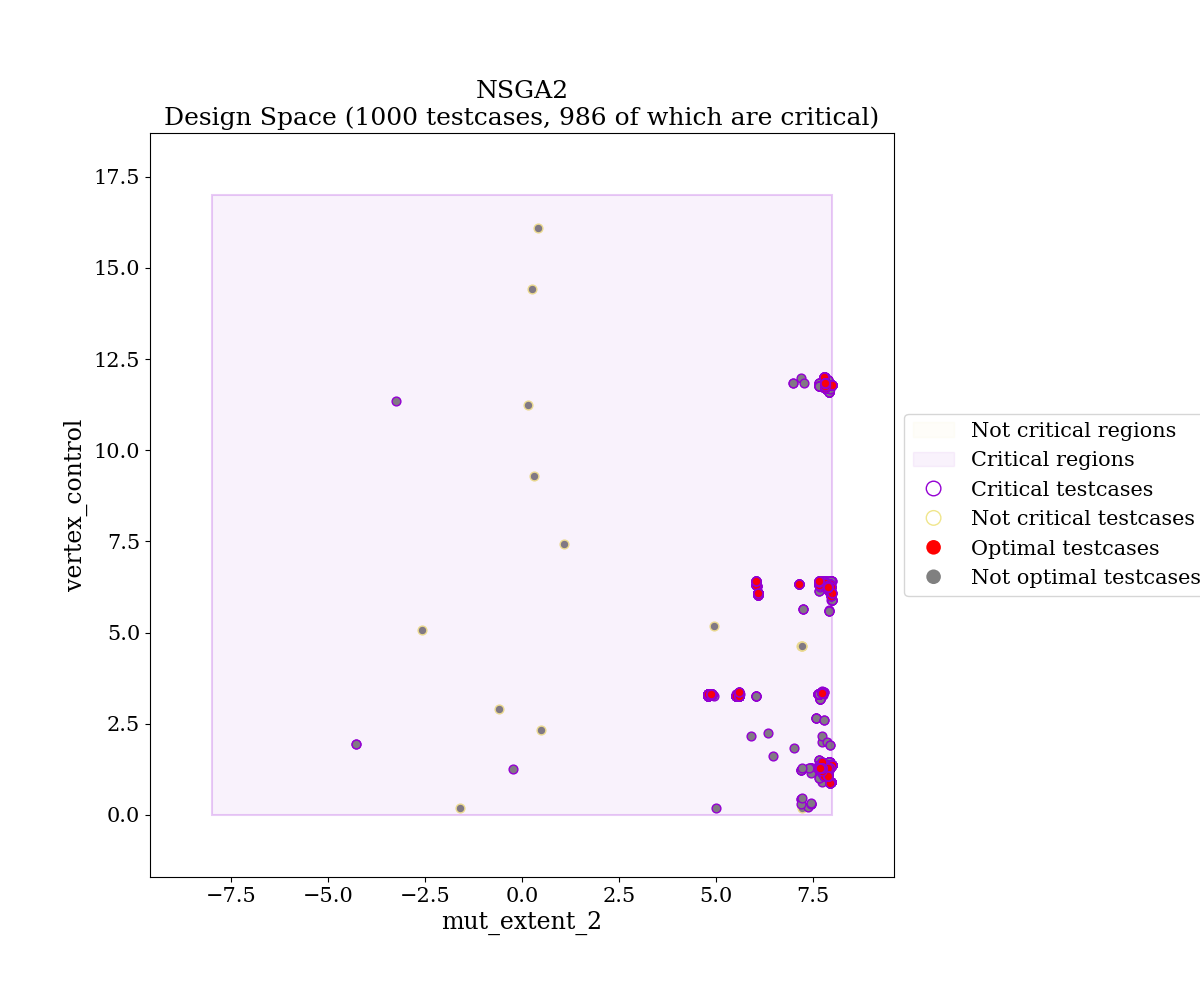 NSGA2
Design Space (1000 testcases, 986 of which are critical)
17.5
15.0
12.5
10.0
7.5
5.0
2.5
0.0
vertex_control
−7.5
−5.0
−2.5
0.0
2.5
5.0
7.5
mut_extent_2
Not critical regions
Critical regions
Critical testcases
Not critical testcases
Optimal testcases
Not optimal testcases